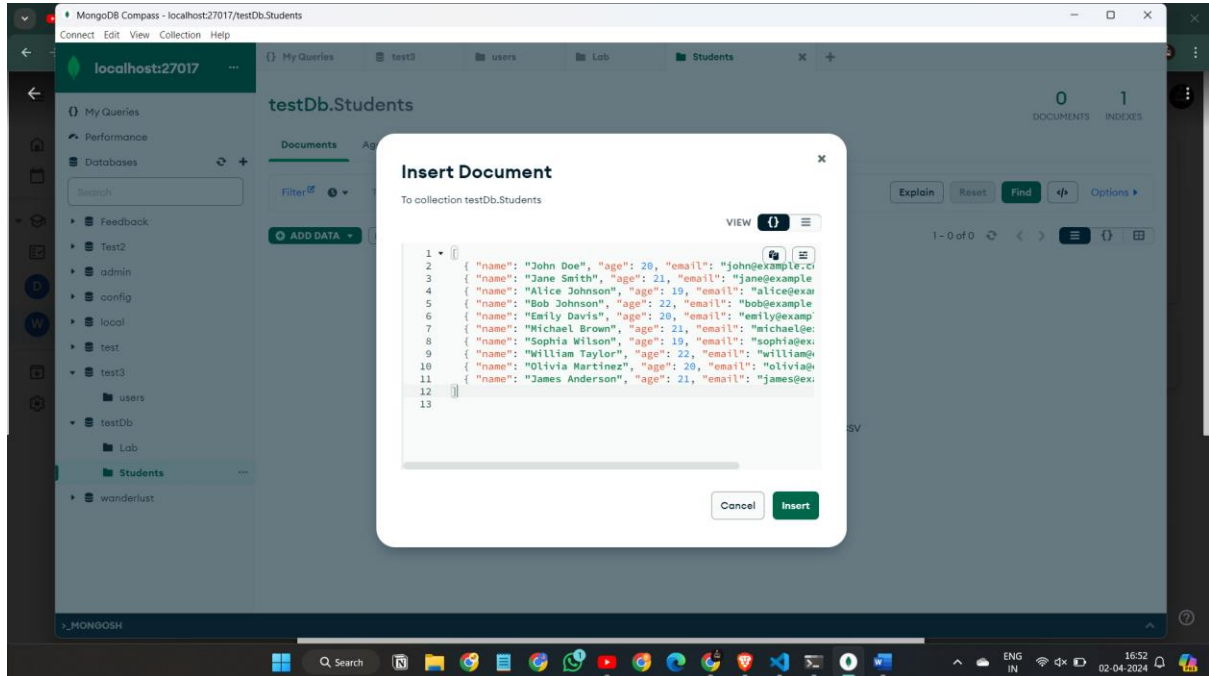 MongoDB Compass - localhost:27017/testDb.Students
Connect Edit View Collection Help
localhost:27017 ...
{} My Queries
Performance
Databases
Search
Feedback
Test2
admin
config
local
test
test3
users
testDb
Lab
Students ...
wanderlust
{} My Queries test3 users Lab Students
testDb.Students
0 DOCUMENTS
1 INDEXES
Documents
Filter
Explain Reset Find </> Options
ADD DATA
1 - 0 of 0
{}
Insert Document
To collection testDb.Students
VIEW {}
1 [
2 { "name": "John Doe", "age": 20, "email": "john@example.c
3 { "name": "Jane Smith", "age": 21, "email": "jane@example
4 { "name": "Alice Johnson", "age": 19, "email": "alice@exa
5 { "name": "Bob Johnson", "age": 22, "email": "bob@example
6 { "name": "Emily Davis", "age": 20, "email": "emily@examp
7 { "name": "Michael Brown", "age": 21, "email": "michael@e
8 { "name": "Sophia Wilson", "age": 19, "email": "sophia@ex
9 { "name": "William Taylor", "age": 22, "email": "william@
10 { "name": "Olivia Martinez", "age": 20, "email": "olivia@
11 { "name": "James Anderson", "age": 21, "email": "james@ex
12 ]
13
CSV
Cancel Insert
>_MONGOSH
D
W
Search
ENG
IN
16:52
02-04-2024